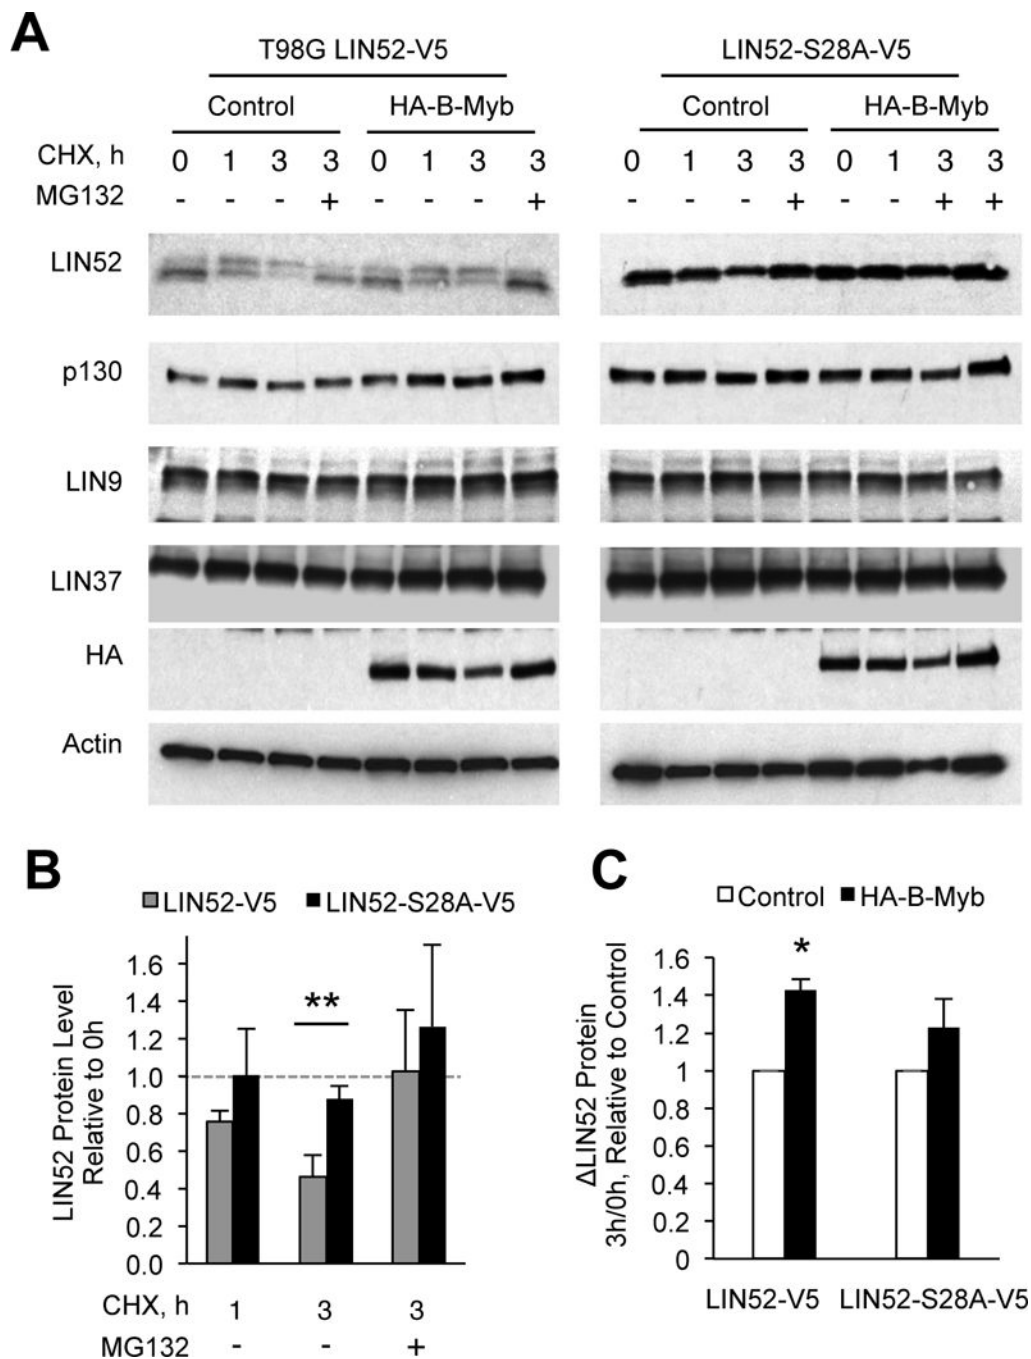 A
T98G LIN52-V5 LIN52-S28A-V5
Control HA-B-Myb Control HA-B-Myb
CHX, h 0 1 3 3 0 1 3 3 0 1 3 3 0 1 3 3
MG132 - - - + - - - + - - - + - - + +
LIN52
p130
LIN9
LIN37
HA
Actin
B
LIN52-V5 LIN52-S28A-V5
LIN52 Protein Level
Relative to 0h
1.6
1.4
1.2
1.0
0.8
0.6
0.4
0.2
0.0
**
CHX, h 1 3 3
MG132 - - +
C
Control HA-B-Myb
ΔLIN52 Protein
3h/0h, Relative to Control
1.6
1.4
1.2
1
0.8
0.6
0.4
0.2
0
*
LIN52-V5 LIN52-S28A-V5